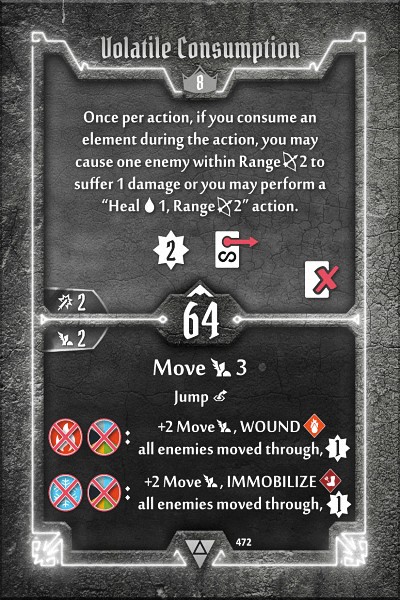 Volatile Consumption
8
Once per action, if you consume an
element during the action, you may
cause one enemy within Range 2 to
suffer 1 damage or you may perform a
“Heal 1, Range 2” action.
2
2
64
2
Move 3
Jump
+2 Move, WOUND
: all enemies moved through, 1
+2 Move, IMMOBILIZE
: all enemies moved through, 1
472